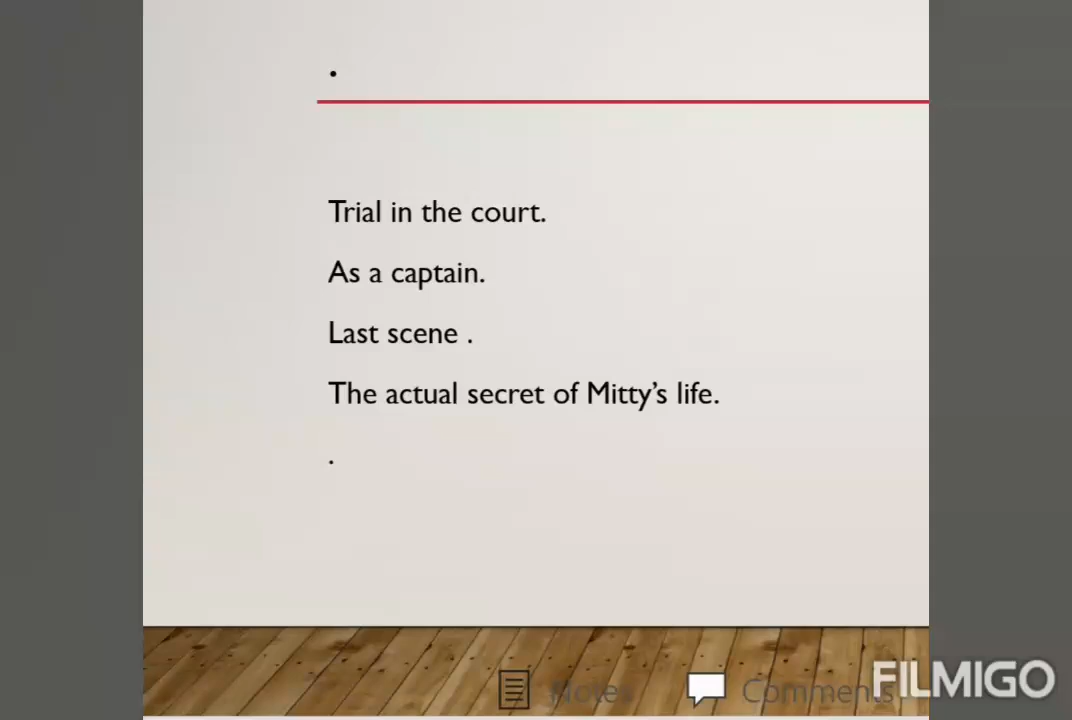 .
Trial in the court.
As a captain.
Last scene .
The actual secret of Mitty’s life.
.
Notes
Comments
FILMIGO